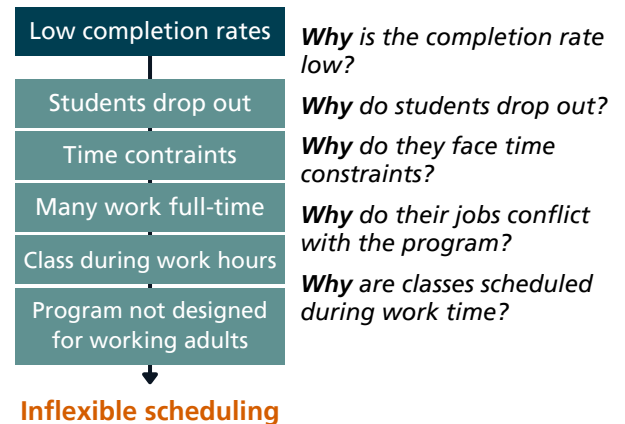 Low completion rates
Why is the completion rate
low?
Students drop out
Why do students drop out?
Time contraints
Why do they face time
constraints?
Many work full-time
Why do their jobs conflict
with the program?
Class during work hours
Why are classes scheduled
during work time?
Program not designed
for working adults
Inflexible scheduling